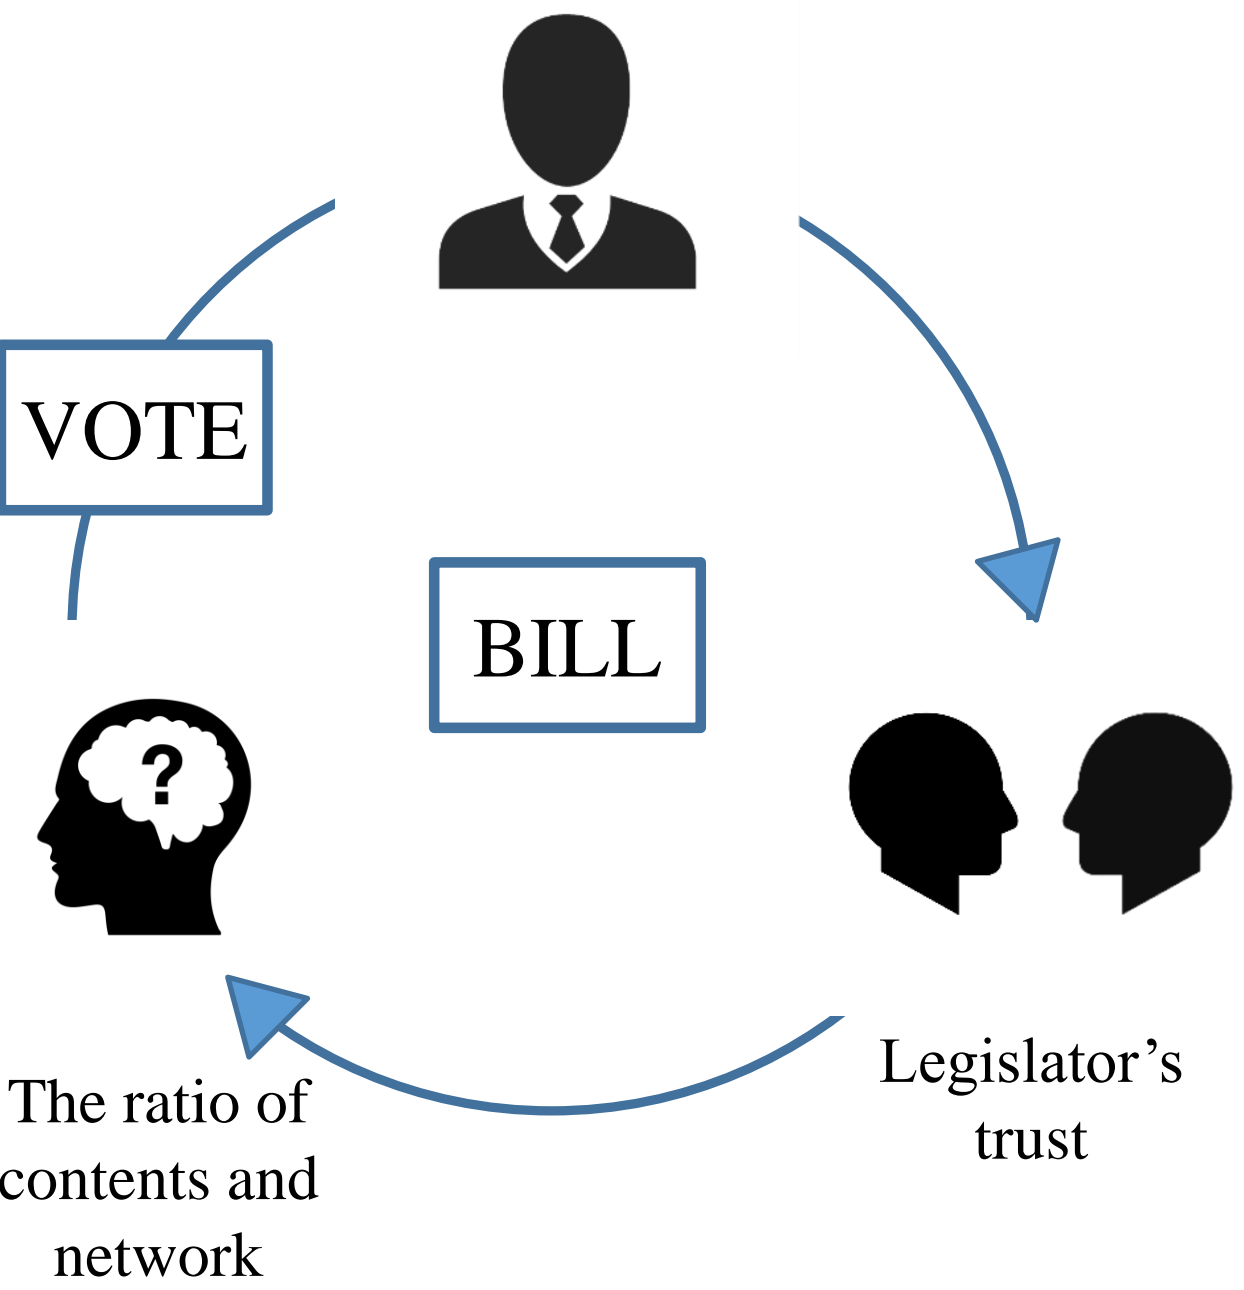 VOTE
BILL
?
Legislator’s
trust
The ratio of
contents and
network